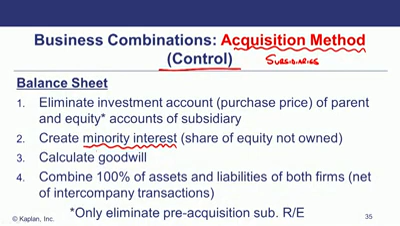 Business Combinations: Acquisition Method
(Control) SUBSIDIARIES
Balance Sheet
1. Eliminate investment account (purchase price) of parent
and equity* accounts of subsidiary
2. Create minority interest (share of equity not owned)
3. Calculate goodwill
4. Combine 100% of assets and liabilities of both firms (net
of intercompany transactions)
*Only eliminate pre-acquisition sub. R/E
© Kaplan, Inc. 35